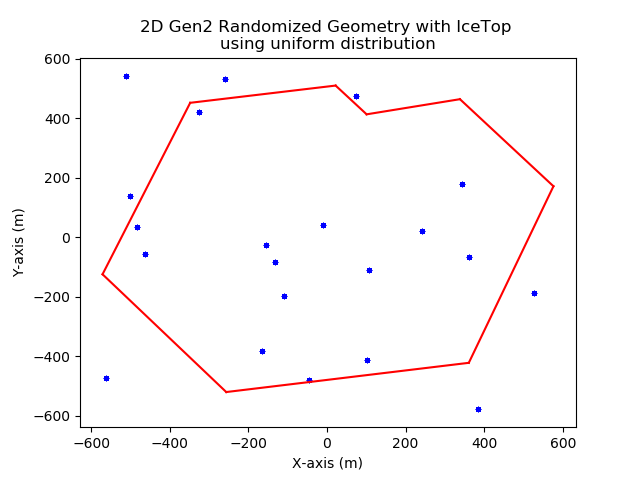 2D Gen2 Randomized Geometry with IceTop
using uniform distribution
600
400
200
0
−200
−400
−600
Y-axis (m)
−600 −400 −200 0 200 400 600
X-axis (m)